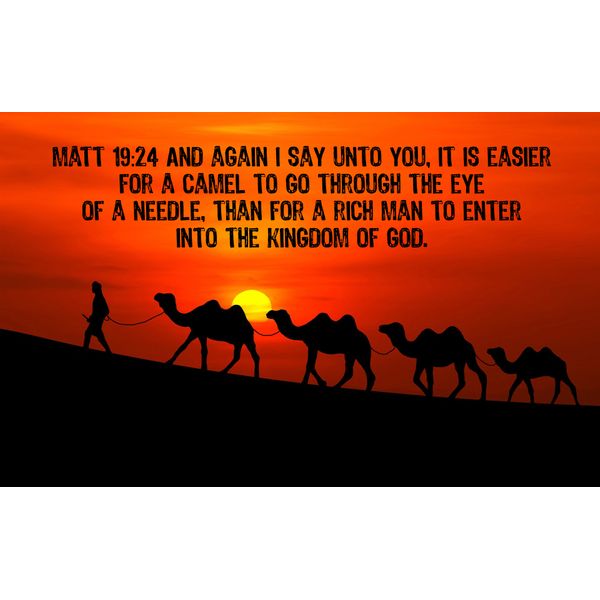 MATT 19:24 AND AGAIN I SAY UNTO YOU, IT IS EASIER
FOR A CAMEL TO GO THROUGH THE EYE
OF A NEEDLE, THAN FOR A RICH MAN TO ENTER
INTO THE KINGDOM OF GOD.